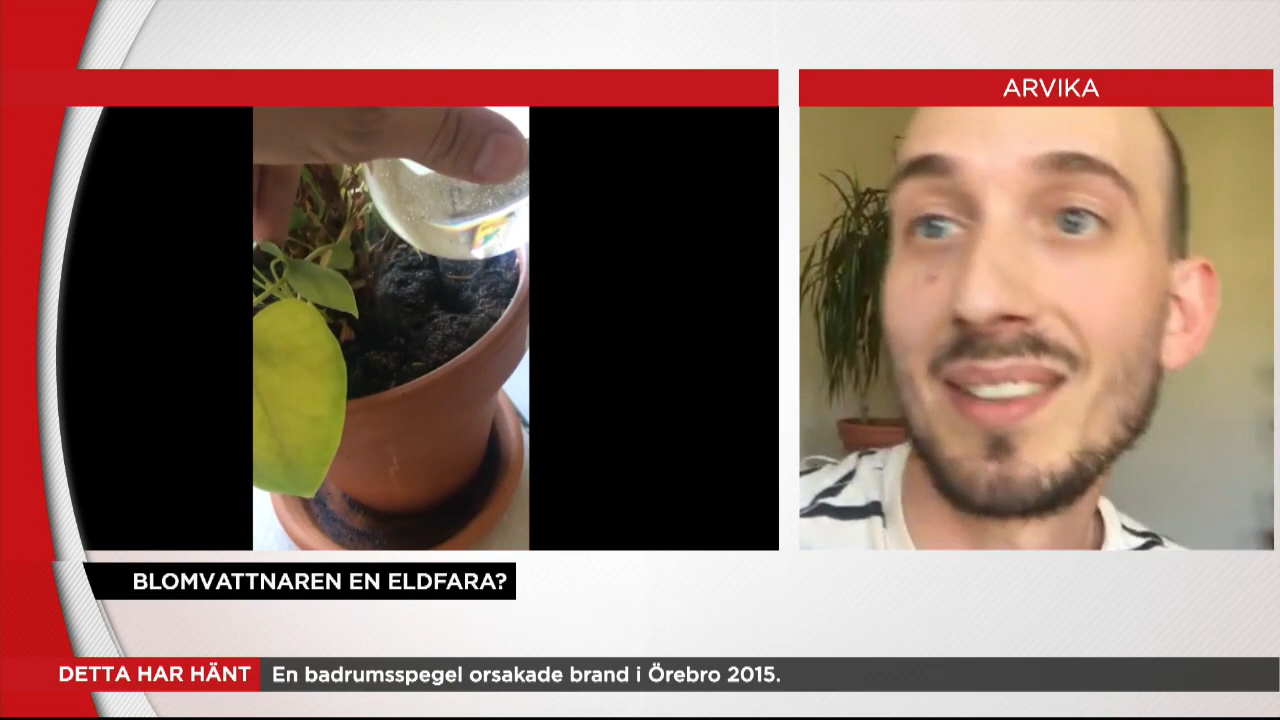 ARVIKA
BLOMVATTNAREN EN ELDFARA?
DETTA HAR HÄNT En badrumsspegel orsakade brand i Örebro 2015.